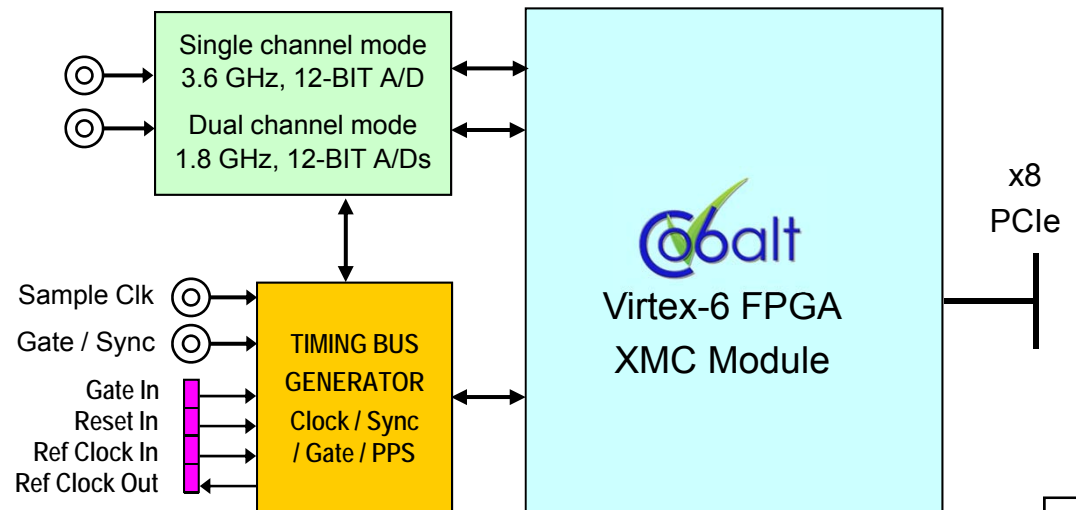 Single channel mode
3.6 GHz, 12-BIT A/D
Dual channel mode
1.8 GHz, 12-BIT A/Ds
Cobalt
Virtex-6 FPGA
XMC Module
x8
PCIe
Sample Clk
Gate / Sync
Gate In
Reset In
Ref Clock In
Ref Clock Out
TIMING BUS
GENERATOR
Clock / Sync
/ Gate / PPS